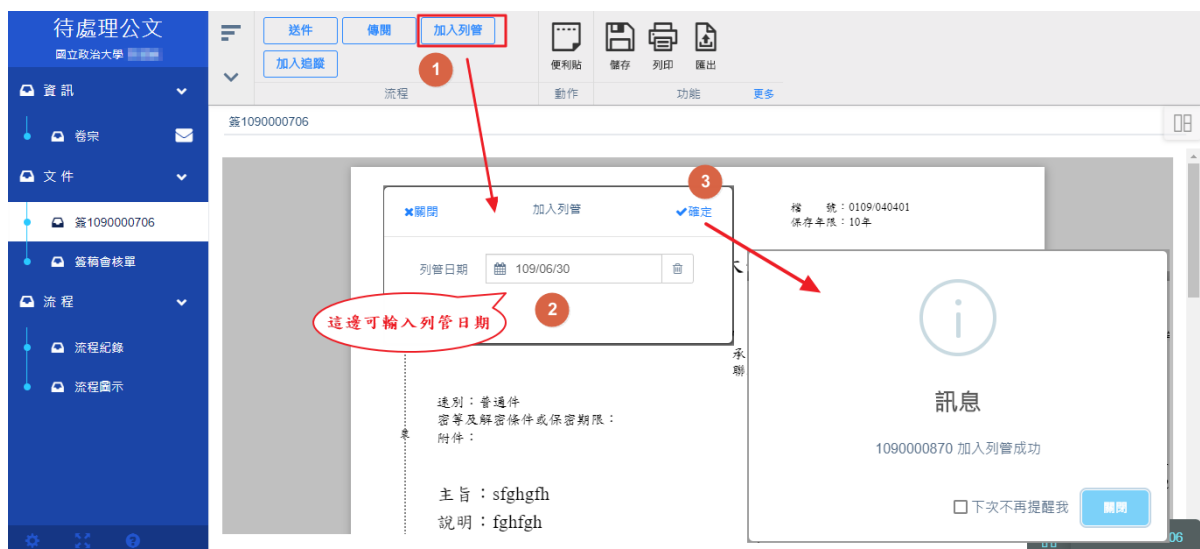 待處理公文
國立政治大學
資訊
卷宗
文件
簽1090000706
簽稿會核單
流程
流程紀錄
流程圖示
送件
傳閱
加入列管
加入追蹤
1
流程
便利貼
動作
儲存
列印
匯出
功能
更多
簽1090000706
檔 號：0109/040401
保存年限：10年
關閉
加入列管
確定
3
列管日期
109/06/30
2
這邊可輸入列管日期
承
聯
速別：普通件
密等及解密條件或保密期限：
附件：
主旨：sfghgfh
說明：fghfgh
訊息
1090000870 加入列管成功
下次不再提醒我
關閉
06